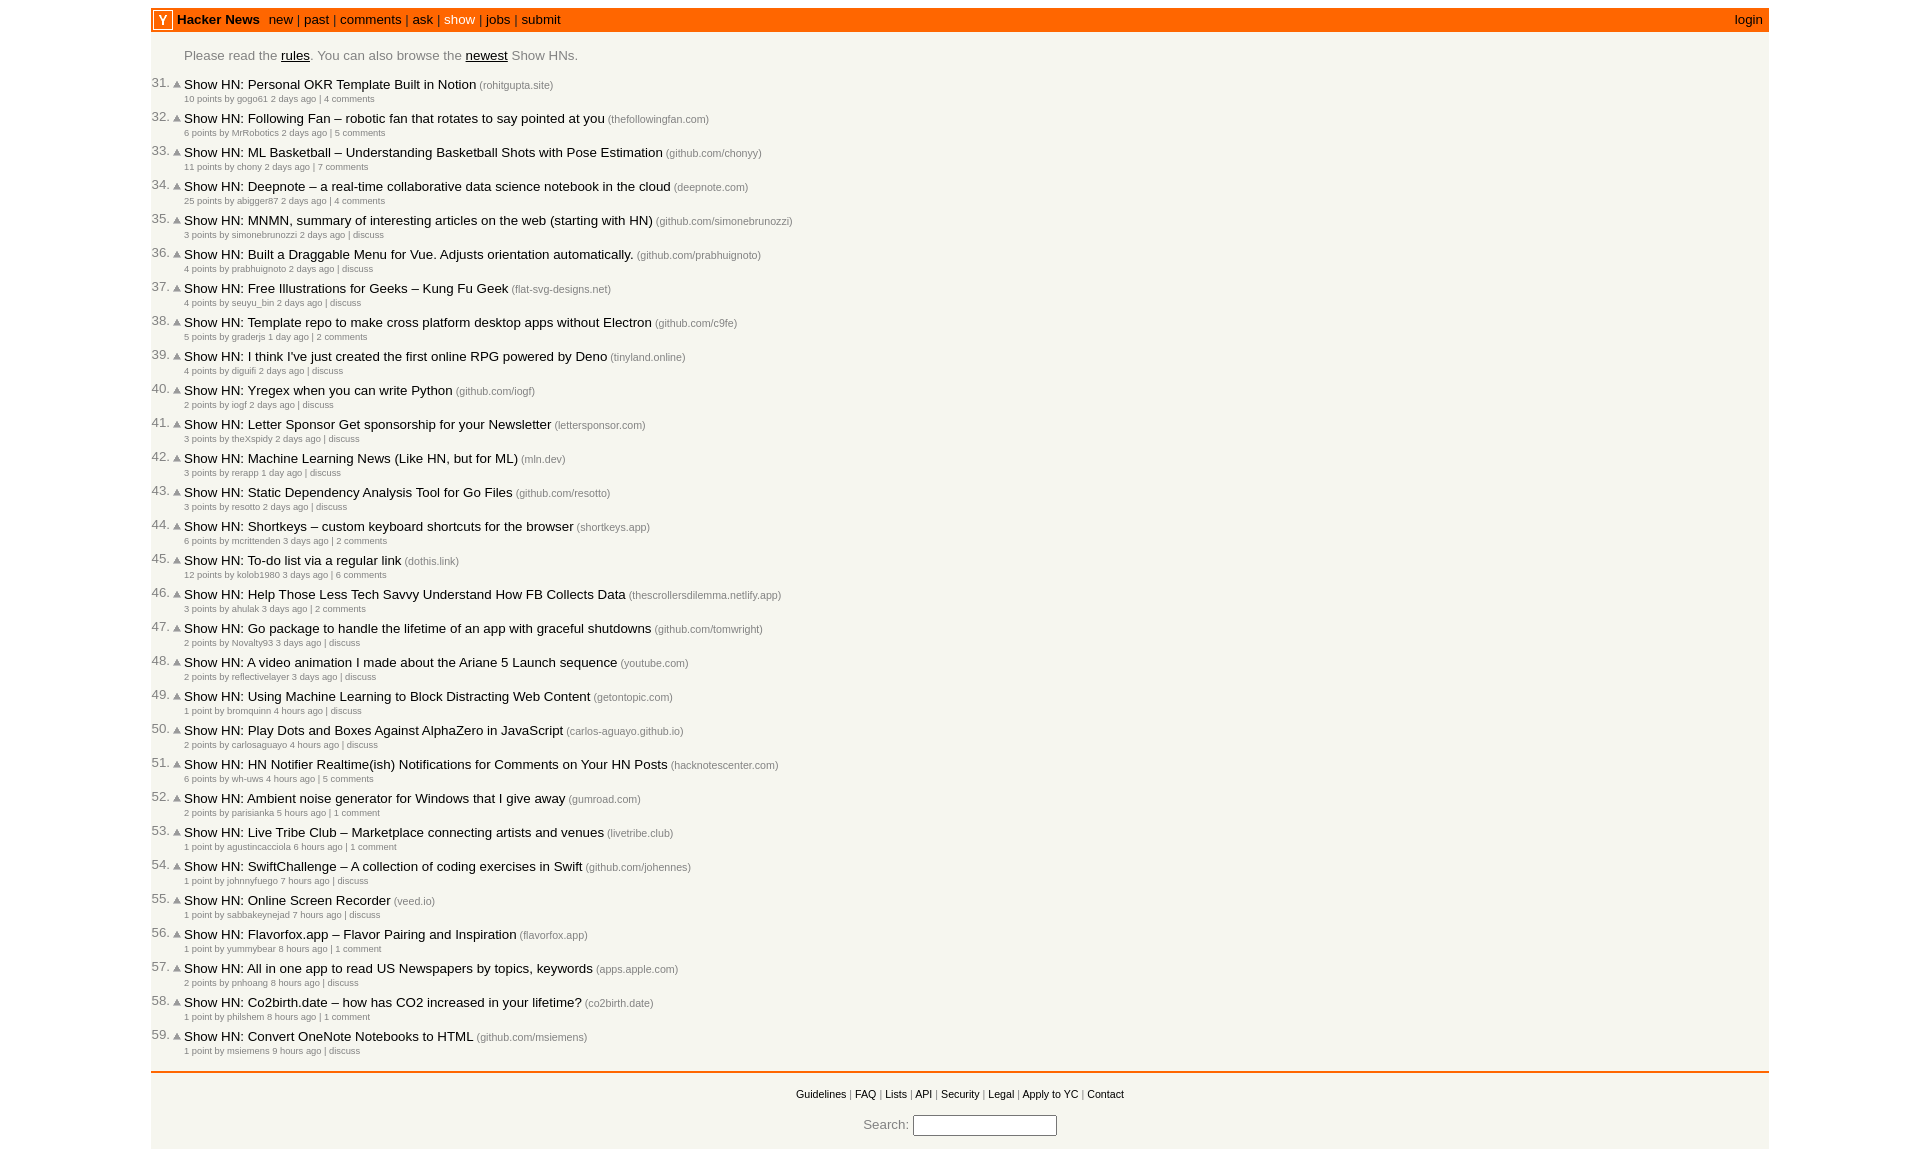 Y Hacker News new | past | comments | ask | show | jobs | submit login
Please read the rules. You can also browse the newest Show HNs.
31. Show HN: Personal OKR Template Built in Notion (rohitgupta.site)
10 points by gogo61 2 days ago | 4 comments
32. Show HN: Following Fan – robotic fan that rotates to say pointed at you (thefollowingfan.com)
6 points by MrRobotics 2 days ago | 5 comments
33. Show HN: ML Basketball – Understanding Basketball Shots with Pose Estimation (github.com/chonyy)
11 points by chony 2 days ago | 7 comments
34. Show HN: Deepnote – a real-time collaborative data science notebook in the cloud (deepnote.com)
25 points by abigger87 2 days ago | 4 comments
35. Show HN: MNMN, summary of interesting articles on the web (starting with HN) (github.com/simonebrunozzi)
3 points by simonebrunozzi 2 days ago | discuss
36. Show HN: Built a Draggable Menu for Vue. Adjusts orientation automatically. (github.com/prabhuignoto)
4 points by prabhuignoto 2 days ago | discuss
37. Show HN: Free Illustrations for Geeks – Kung Fu Geek (flat-svg-designs.net)
4 points by seuyu_bin 2 days ago | discuss
38. Show HN: Template repo to make cross platform desktop apps without Electron (github.com/c9fe)
5 points by graderjs 1 day ago | 2 comments
39. Show HN: I think I've just created the first online RPG powered by Deno (tinyland.online)
4 points by diguifi 2 days ago | discuss
40. Show HN: Yregex when you can write Python (github.com/iogf)
2 points by iogf 2 days ago | discuss
41. Show HN: Letter Sponsor Get sponsorship for your Newsletter (lettersponsor.com)
3 points by theXspidy 2 days ago | discuss
42. Show HN: Machine Learning News (Like HN, but for ML) (mln.dev)
3 points by rerapp 1 day ago | discuss
43. Show HN: Static Dependency Analysis Tool for Go Files (github.com/resotto)
3 points by resotto 2 days ago | discuss
44. Show HN: Shortkeys – custom keyboard shortcuts for the browser (shortkeys.app)
6 points by mcrittenden 3 days ago | 2 comments
45. Show HN: To-do list via a regular link (dothis.link)
12 points by kolob1980 3 days ago | 6 comments
46. Show HN: Help Those Less Tech Savvy Understand How FB Collects Data (thescrollersdilemma.netlify.app)
3 points by ahulak 3 days ago | 2 comments
47. Show HN: Go package to handle the lifetime of an app with graceful shutdowns (github.com/tomwright)
2 points by Novalty93 3 days ago | discuss
48. Show HN: A video animation I made about the Ariane 5 Launch sequence (youtube.com)
2 points by reflectivelayer 3 days ago | discuss
49. Show HN: Using Machine Learning to Block Distracting Web Content (getontopic.com)
1 point by bromquinn 4 hours ago | discuss
50. Show HN: Play Dots and Boxes Against AlphaZero in JavaScript (carlos-aguayo.github.io)
2 points by carlosaguayo 4 hours ago | discuss
51. Show HN: HN Notifier Realtime(ish) Notifications for Comments on Your HN Posts (hacknotescenter.com)
6 points by wh-uws 4 hours ago | 5 comments
52. Show HN: Ambient noise generator for Windows that I give away (gumroad.com)
2 points by parisianka 5 hours ago | 1 comment
53. Show HN: Live Tribe Club – Marketplace connecting artists and venues (livetribe.club)
1 point by agustincacciola 6 hours ago | 1 comment
54. Show HN: SwiftChallenge – A collection of coding exercises in Swift (github.com/johennes)
1 point by johnnyfuego 7 hours ago | discuss
55. Show HN: Online Screen Recorder (veed.io)
1 point by sabbakeynejad 7 hours ago | discuss
56. Show HN: Flavorfox.app – Flavor Pairing and Inspiration (flavorfox.app)
1 point by yummybear 8 hours ago | 1 comment
57. Show HN: All in one app to read US Newspapers by topics, keywords (apps.apple.com)
2 points by pnhoang 8 hours ago | discuss
58. Show HN: Co2birth.date – how has CO2 increased in your lifetime? (co2birth.date)
1 point by philshem 8 hours ago | 1 comment
59. Show HN: Convert OneNote Notebooks to HTML (github.com/msiemens)
1 point by msiemens 9 hours ago | discuss
Guidelines | FAQ | Lists | API | Security | Legal | Apply to YC | Contact
Search: